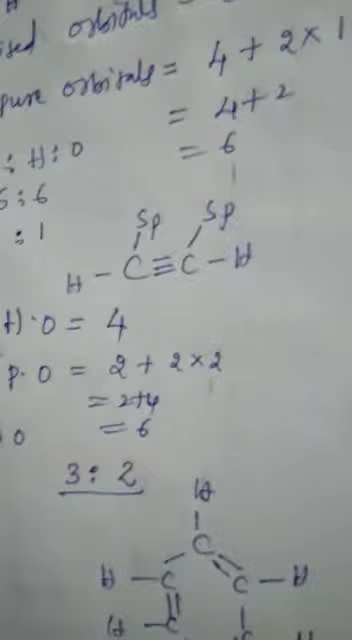 orbitals =
pure orbitals = 4 + 2 × 1
= 4 + 2
: H : O = 6
5 : 6
: 1
Sp Sp
H – C ≡ C – H
H) · O = 4
p · O = 2 + 2 × 2
= 2+4
O = 6
3 : 2
H
C
H – C C – H
H C